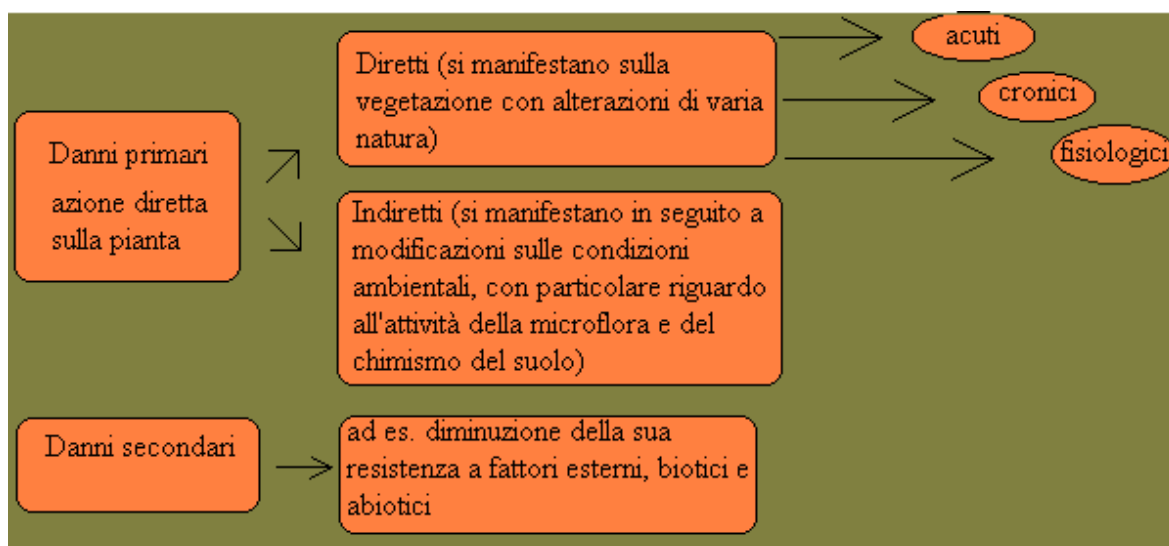 Danni primari
azione diretta
sulla pianta
Diretti (si manifestano sulla
vegetazione con alterazioni di varia
natura)
acuti
cronici
fisiologici
Indiretti (si manifestano in seguito a
modificazioni sulle condizioni
ambientali, con particolare riguardo
all'attività della microflora e del
chimismo del suolo)
Danni secondari
ad es. diminuzione della sua
resistenza a fattori esterni, biotici e
abiotici